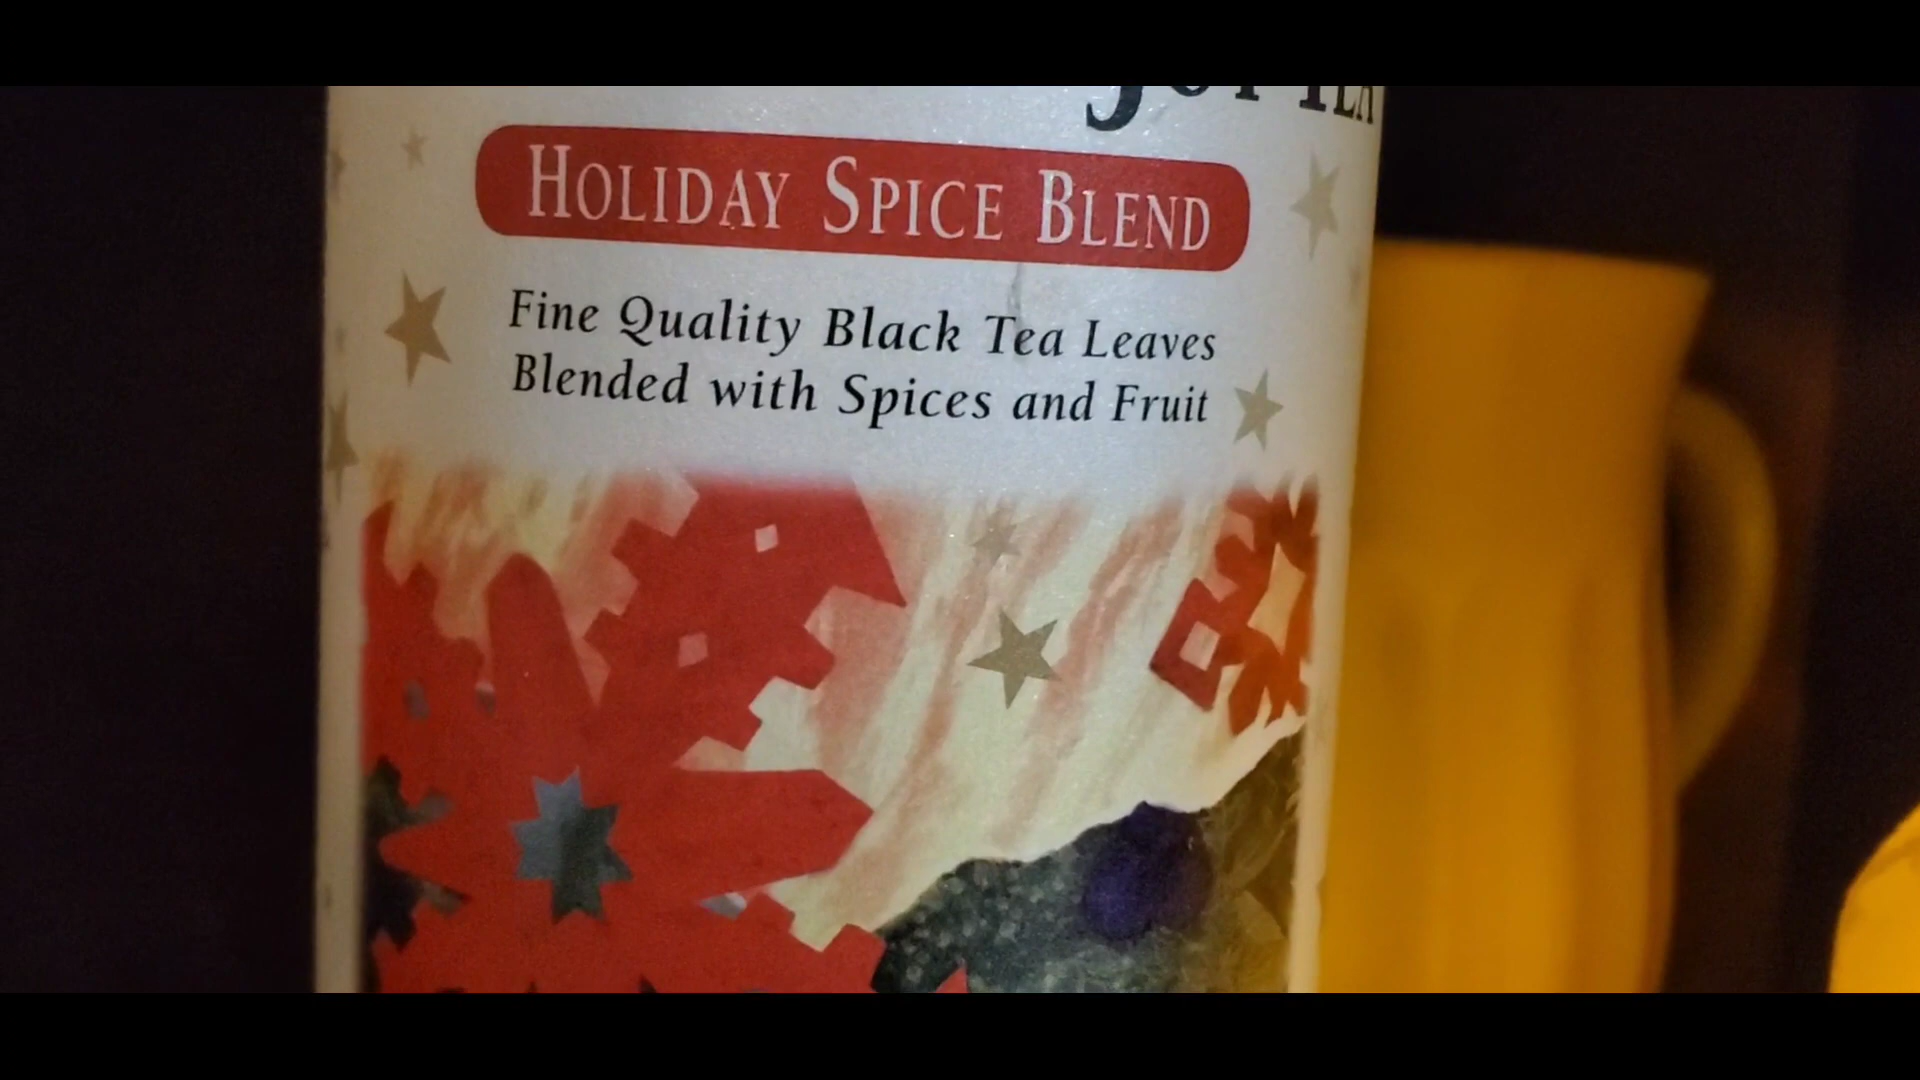 Holiday Spice Blend
Fine Quality Black Tea Leaves
Blended with Spices and Fruit